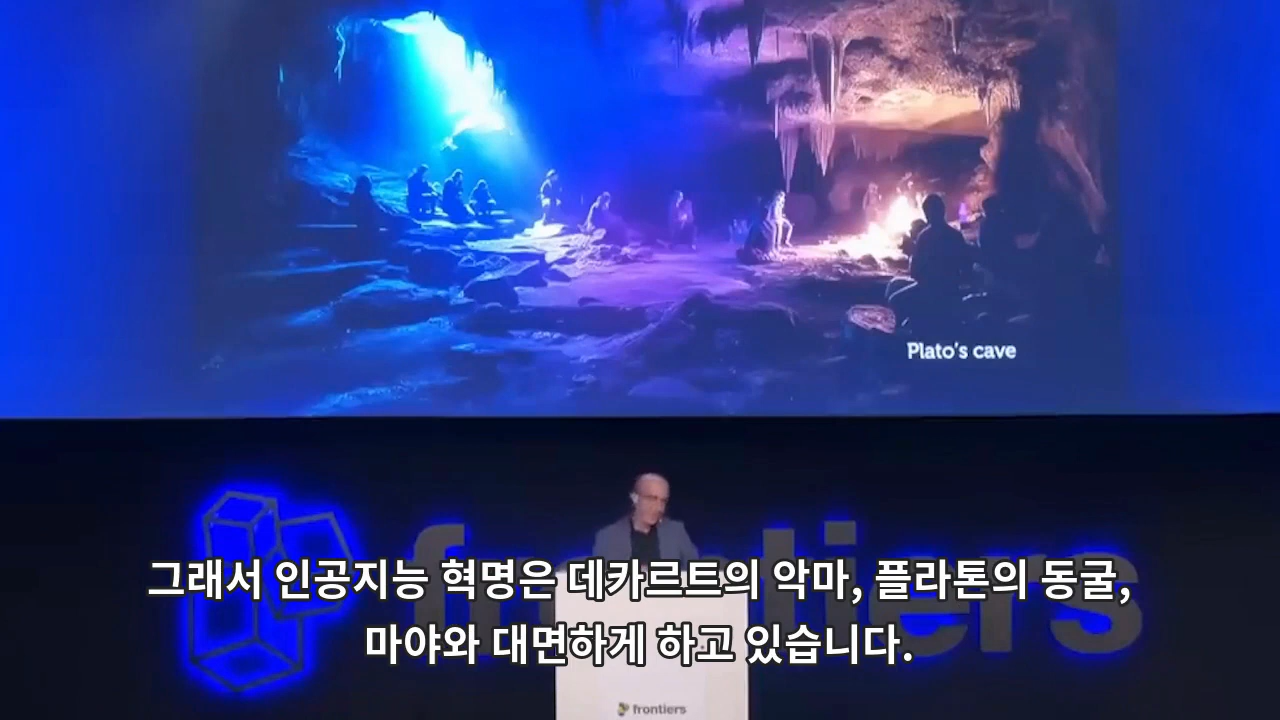 Plato's cave
frontiers
그래서 인공지능 혁명은 데카르트의 악마, 플라톤의 동굴,
마야와 대면하게 하고 있습니다.
frontiers